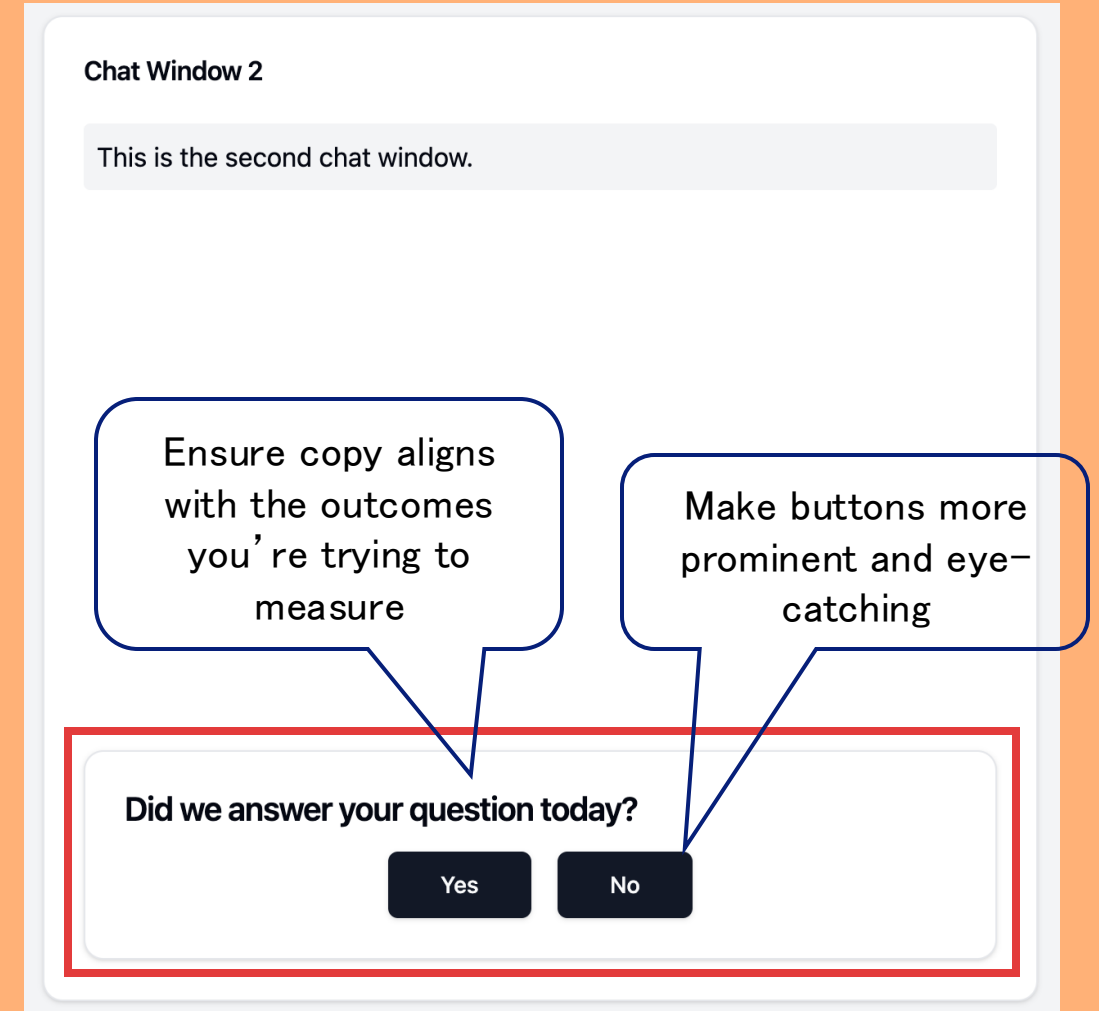 Chat Window 2
This is the second chat window.
Ensure copy aligns
with the outcomes
you’re trying to
measure
Make buttons more
prominent and eye-
catching
Did we answer your question today?
Yes
No